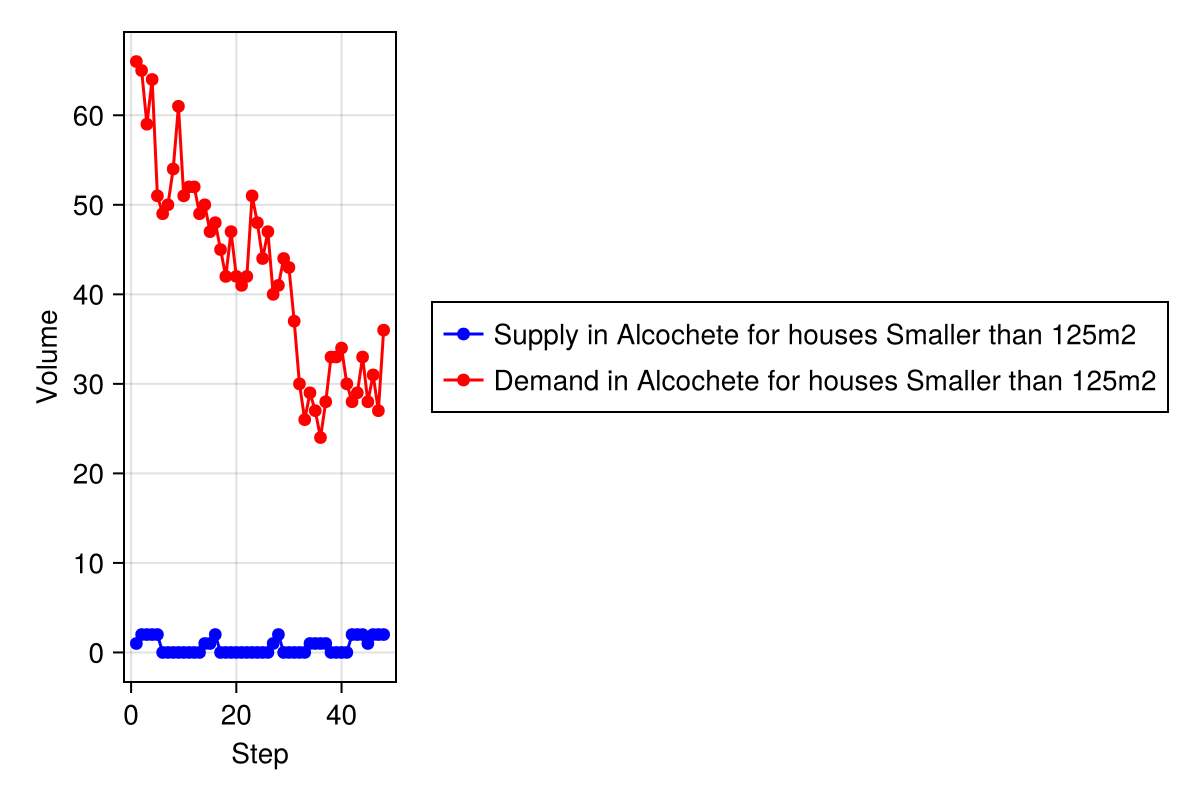 Volume
60
50
40
30
20
10
0
0 20 40
Step
Supply in Alcochete for houses Smaller than 125m2
Demand in Alcochete for houses Smaller than 125m2